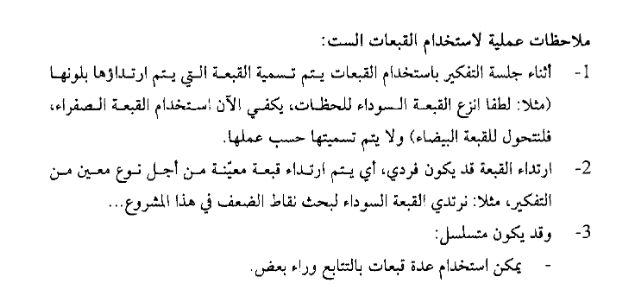 ملاحظات عملية لاستخدام القبعات الست:
1- أثناء جلسة التفكير باستخدام القبعات يتم تسمية القبعة التي يتم ارتداؤها بلونها
(مثلا: لطفا انزع القبعة السوداء للحظات، يكفي الآن استخدام القبعة الصفراء،
فلنتحول للقبعة البيضاء) ولا يتم تسميتها حسب عملها.
2- ارتداء القبعة قد يكون فردي، أي يتم ارتداء قبعة معيّنة من أجل نوع معين من
التفكير، مثلا: نرتدي القبعة السوداء لبحث نقاط الضعف في هذا المشروع...
3- وقد يكون متسلسل:
- يمكن استخدام عدة قبعات بالتتابع وراء بعض.